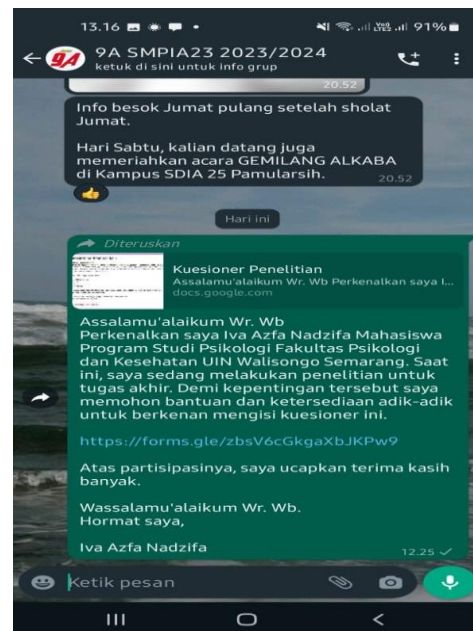 13.16
91%
9A
9A SMPIA23 2023/2024
ketuk di sini untuk info grup
20.52
Info besok Jumat pulang setelah sholat
Jumat.
Hari Sabtu, kalian datang juga
memeriahkan acara GEMILANG ALKABA
di Kampus SDIA 25 Pamularsih.
20.52
Hari ini
Diteruskan
Kuesioner Penelitian
Assalamu'alaikum Wr. Wb Perkenalkan saya I...
docs.google.com
Assalamu'alaikum Wr. Wb
Perkenalkan saya Iva Azfa Nadzifa Mahasiswa
Program Studi Psikologi Fakultas Psikologi
dan Kesehatan UIN Walisongo Semarang. Saat
ini, saya sedang melakukan penelitian untuk
tugas akhir. Demi kepentingan tersebut saya
memohon bantuan dan ketersediaan adik-adik
untuk berkenan mengisi kuesioner ini.
https://forms.gle/zbsV6cGkgaXbJKPw9
Atas partisipasinya, saya ucapkan terima kasih
banyak.
Wassalamu'alaikum Wr. Wb.
Hormat saya,
Iva Azfa Nadzifa
12.25
Ketik pesan